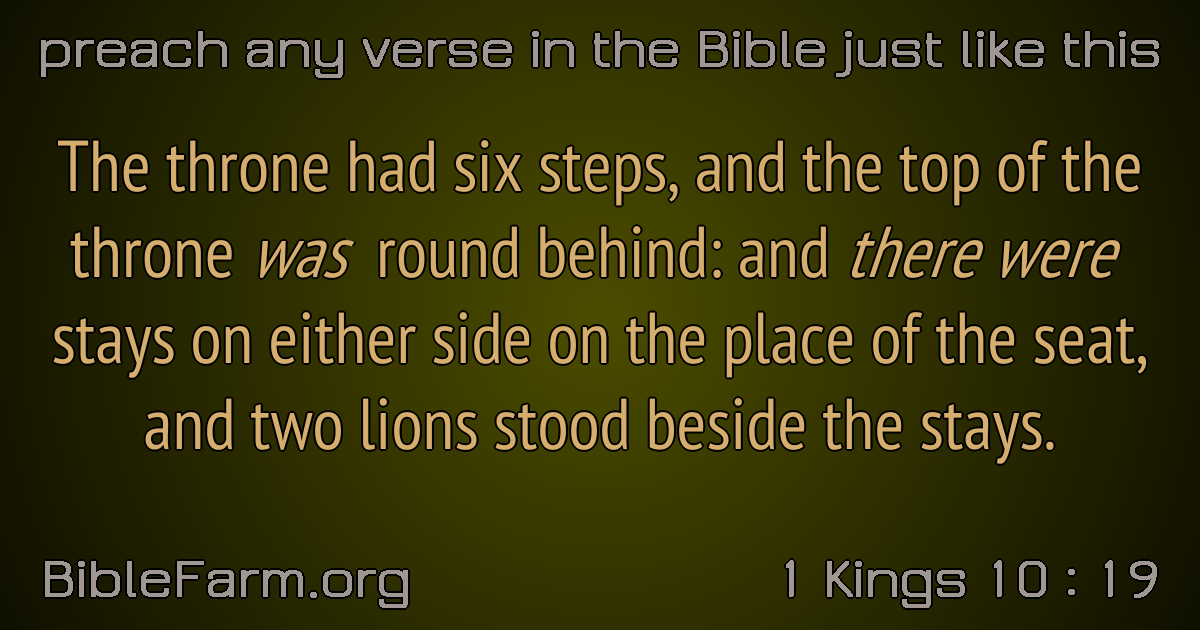 preach any verse in the Bible just like this
The throne had six steps, and the top of the
throne was round behind: and there were
stays on either side on the place of the seat,
and two lions stood beside the stays.
BibleFarm.org
1 Kings 10 : 19